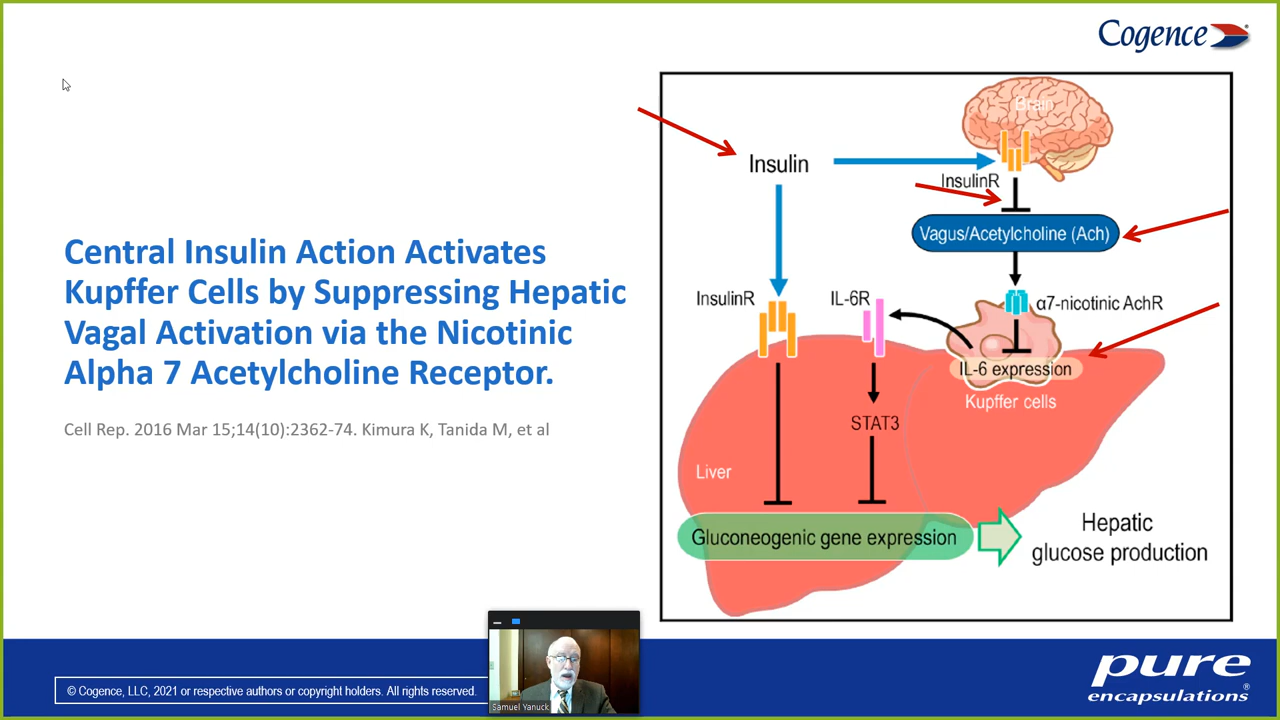 Cogence
Central Insulin Action Activates
Kupffer Cells by Suppressing Hepatic
Vagal Activation via the Nicotinic
Alpha 7 Acetylcholine Receptor.
Cell Rep. 2016 Mar 15;14(10):2362-74. Kimura K, Tanida M, et al
Brain
Insulin
InsulinR
Vagus/Acetylcholine (Ach)
InsulinR
IL-6R
α7-nicotinic AchR
IL-6 expression
Kupffer cells
STAT3
Liver
Gluconeogenic gene expression
Hepatic
glucose production
© Cogence, LLC, 2021 or respective authors or copyright holders. All rights reserved.
Samuel Yanuck
pure
encapsulations®